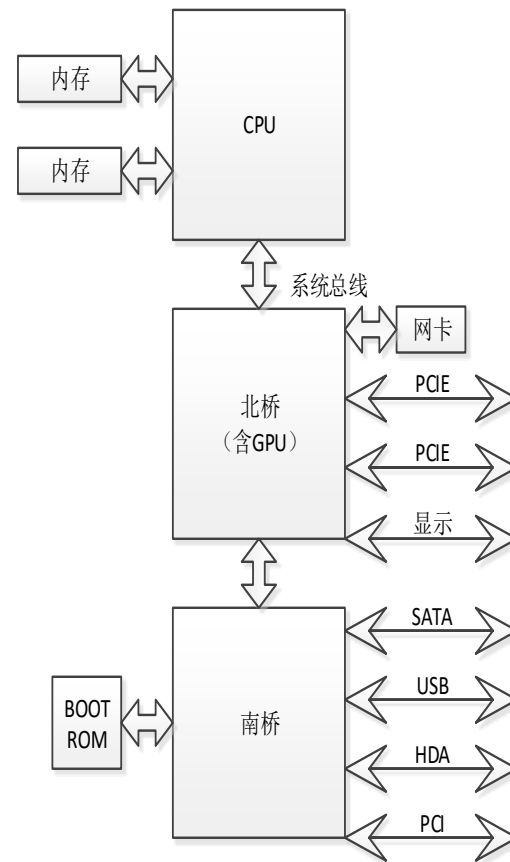 内存
CPU
内存
系统总线
网卡
北桥
（含GPU）
PCIE
PCIE
显示
SATA
USB
BOOT
ROM
南桥
HDA
PCI